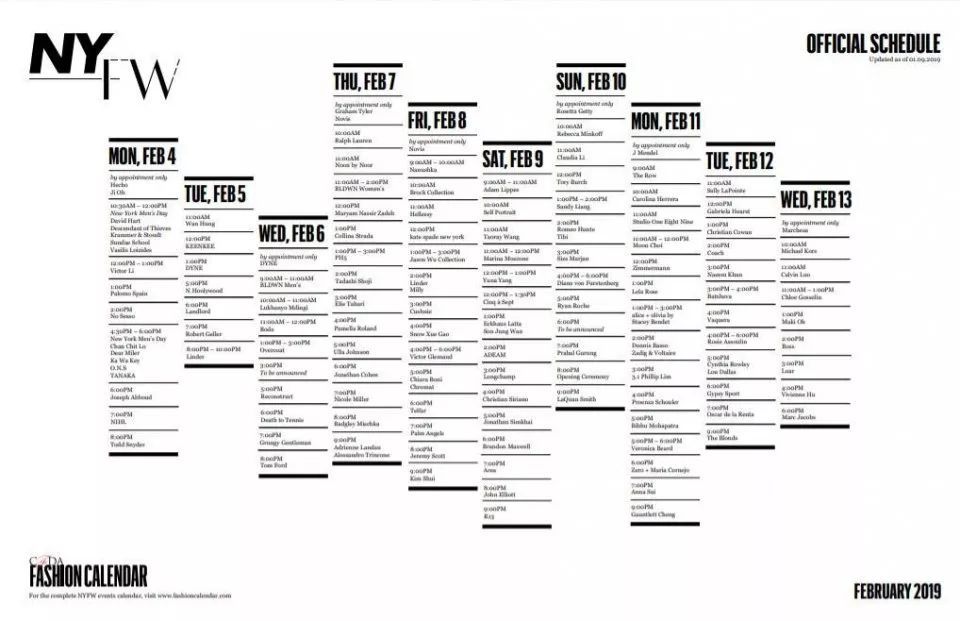 NY
FW
OFFICIAL SCHEDULE
Updated as of 01.09.2019
MON, FEB 4
by appointment only
Hecho
Ji Oh
10:30AM – 12:00PM
New York Men's Day
David Hart
Descendant of Thieves
Krammer & Stoudt
Sundae School
Vasilis Loizides
12:00PM – 1:00PM
Victor Li
1:00PM
Palomo Spain
2:00PM
No Sesso
4:30PM – 6:00PM
New York Men's Day
Chan Chit Lo
Dear Miler
Ka Wa Key
O.N.S
TANAKA
6:00PM
Joseph Abboud
7:00PM
NIHL
8:00PM
Todd Snyder
TUE, FEB 5
11:00AM
Wan Hung
12:00PM
KEENKEE
1:00PM
DYNE
5:00PM
N Hoolywood
6:00PM
Landlord
7:00PM
Robert Geller
8:00PM – 10:00PM
Linder
WED, FEB 6
by appointment only
DYNE
9:00AM – 11:00AM
BLDWN Men's
10:00AM – 11:00AM
Lukhanyo Mdingi
11:00AM – 12:00PM
Boda
1:00PM – 3:00PM
Overcoat
3:00PM
To be announced
5:00PM
Reconstruct
6:00PM
Death to Tennis
7:00PM
Grungy Gentleman
8:00PM
Tom Ford
THU, FEB 7
by appointment only
Graham Tyler
Novis
10:00AM
Ralph Lauren
11:00AM
Noon by Noor
11:00AM – 2:00PM
BLDWN Women's
12:00PM
Maryam Nassir Zadeh
1:00PM
Collina Strada
1:00PM – 3:00PM
PH5
2:00PM
Tadashi Shoji
3:00PM
Elie Tahari
4:00PM
Pamella Roland
5:00PM
Ulla Johnson
6:00PM
Jonathan Cohen
7:00PM
Nicole Miller
8:00PM
Badgley Mischka
9:00PM
Adrienne Landau
Alessandro Trincone
FRI, FEB 8
by appointment only
Novis
9:00AM – 10:00AM
Nanushka
10:00AM
Brock Collection
11:00AM
Hellessy
12:00PM
kate spade new york
1:00PM – 3:00PM
Jason Wu Collection
2:00PM
Linder
Milly
3:00PM
Cushnie
4:00PM
Snow Xue Gao
4:00PM – 6:00PM
Victor Glemaud
5:00PM
Chiara Boni
Chromat
6:00PM
Telfar
7:00PM
Palm Angels
8:00PM
Jeremy Scott
9:00PM
Kim Shui
SAT, FEB 9
9:00AM – 11:00AM
Adam Lippes
10:00AM
Self Portrait
11:00AM
Taoray Wang
11:00AM – 12:00PM
Marina Moscone
12:00PM – 1:00PM
Yuna Yang
12:00PM – 1:30PM
Cinq à Sept
1:00PM
Eckhaus Latta
Son Jung Wan
2:00PM
ADEAM
3:00PM
Longchamp
4:00PM
Christian Siriano
5:00PM
Jonathan Simkhai
6:00PM
Brandon Maxwell
7:00PM
Area
8:00PM
John Elliott
9:00PM
R13
SUN, FEB 10
by appointment only
Rosetta Getty
10:00AM
Rebecca Minkoff
11:00AM
Claudia Li
12:00PM
Tory Burch
1:00PM – 2:00PM
Sandy Liang
2:00PM
Romeo Hunte
Tibi
3:00PM
Sies Marjan
4:00PM – 6:00PM
Diane von Furstenberg
5:00PM
Ryan Roche
6:00PM
To be announced
7:00PM
Prabal Gurung
8:00PM
Opening Ceremony
9:00PM
LaQuan Smith
MON, FEB 11
by appointment only
J Mendel
9:00AM
The Row
10:00AM
Carolina Herrera
11:00AM
Studio One Eight Nine
11:00AM – 12:00PM
Moon Choi
12:00PM
Zimmermann
1:00PM
Lela Rose
1:00PM – 3:00PM
alice + olivia by
Stacey Bendet
2:00PM
Dennis Basso
Zadig & Voltaire
3:00PM
3.1 Phillip Lim
4:00PM
Proenza Schouler
5:00PM
Bibhu Mohapatra
5:00PM – 6:00PM
Veronica Beard
6:00PM
Zero + Maria Cornejo
7:00PM
Anna Sui
9:00PM
Gauntlett Cheng
TUE, FEB 12
11:00AM
Sally LaPointe
12:00PM
Gabriela Hearst
1:00PM
Christian Cowan
2:00PM
Coach
3:00PM
Naeem Khan
3:00PM – 4:00PM
Batsheva
4:00PM
Vaquera
4:00PM – 6:00PM
Rosie Assoulin
5:00PM
Cynthia Rowley
Lou Dallas
6:00PM
Gypsy Sport
7:00PM
Oscar de la Renta
9:00PM
The Blonds
WED, FEB 13
by appointment only
Marchesa
10:00AM
Michael Kors
11:00AM
Calvin Luo
11:00AM – 1:00PM
Chloe Gosselin
1:00PM
Maki Oh
2:00PM
Boss
3:00PM
Luar
4:00PM
Vivienne Hu
6:00PM
Marc Jacobs
CFDA
FASHION CALENDAR
For the complete NYFW events calendar, visit www.fashioncalendar.com
FEBRUARY 2019